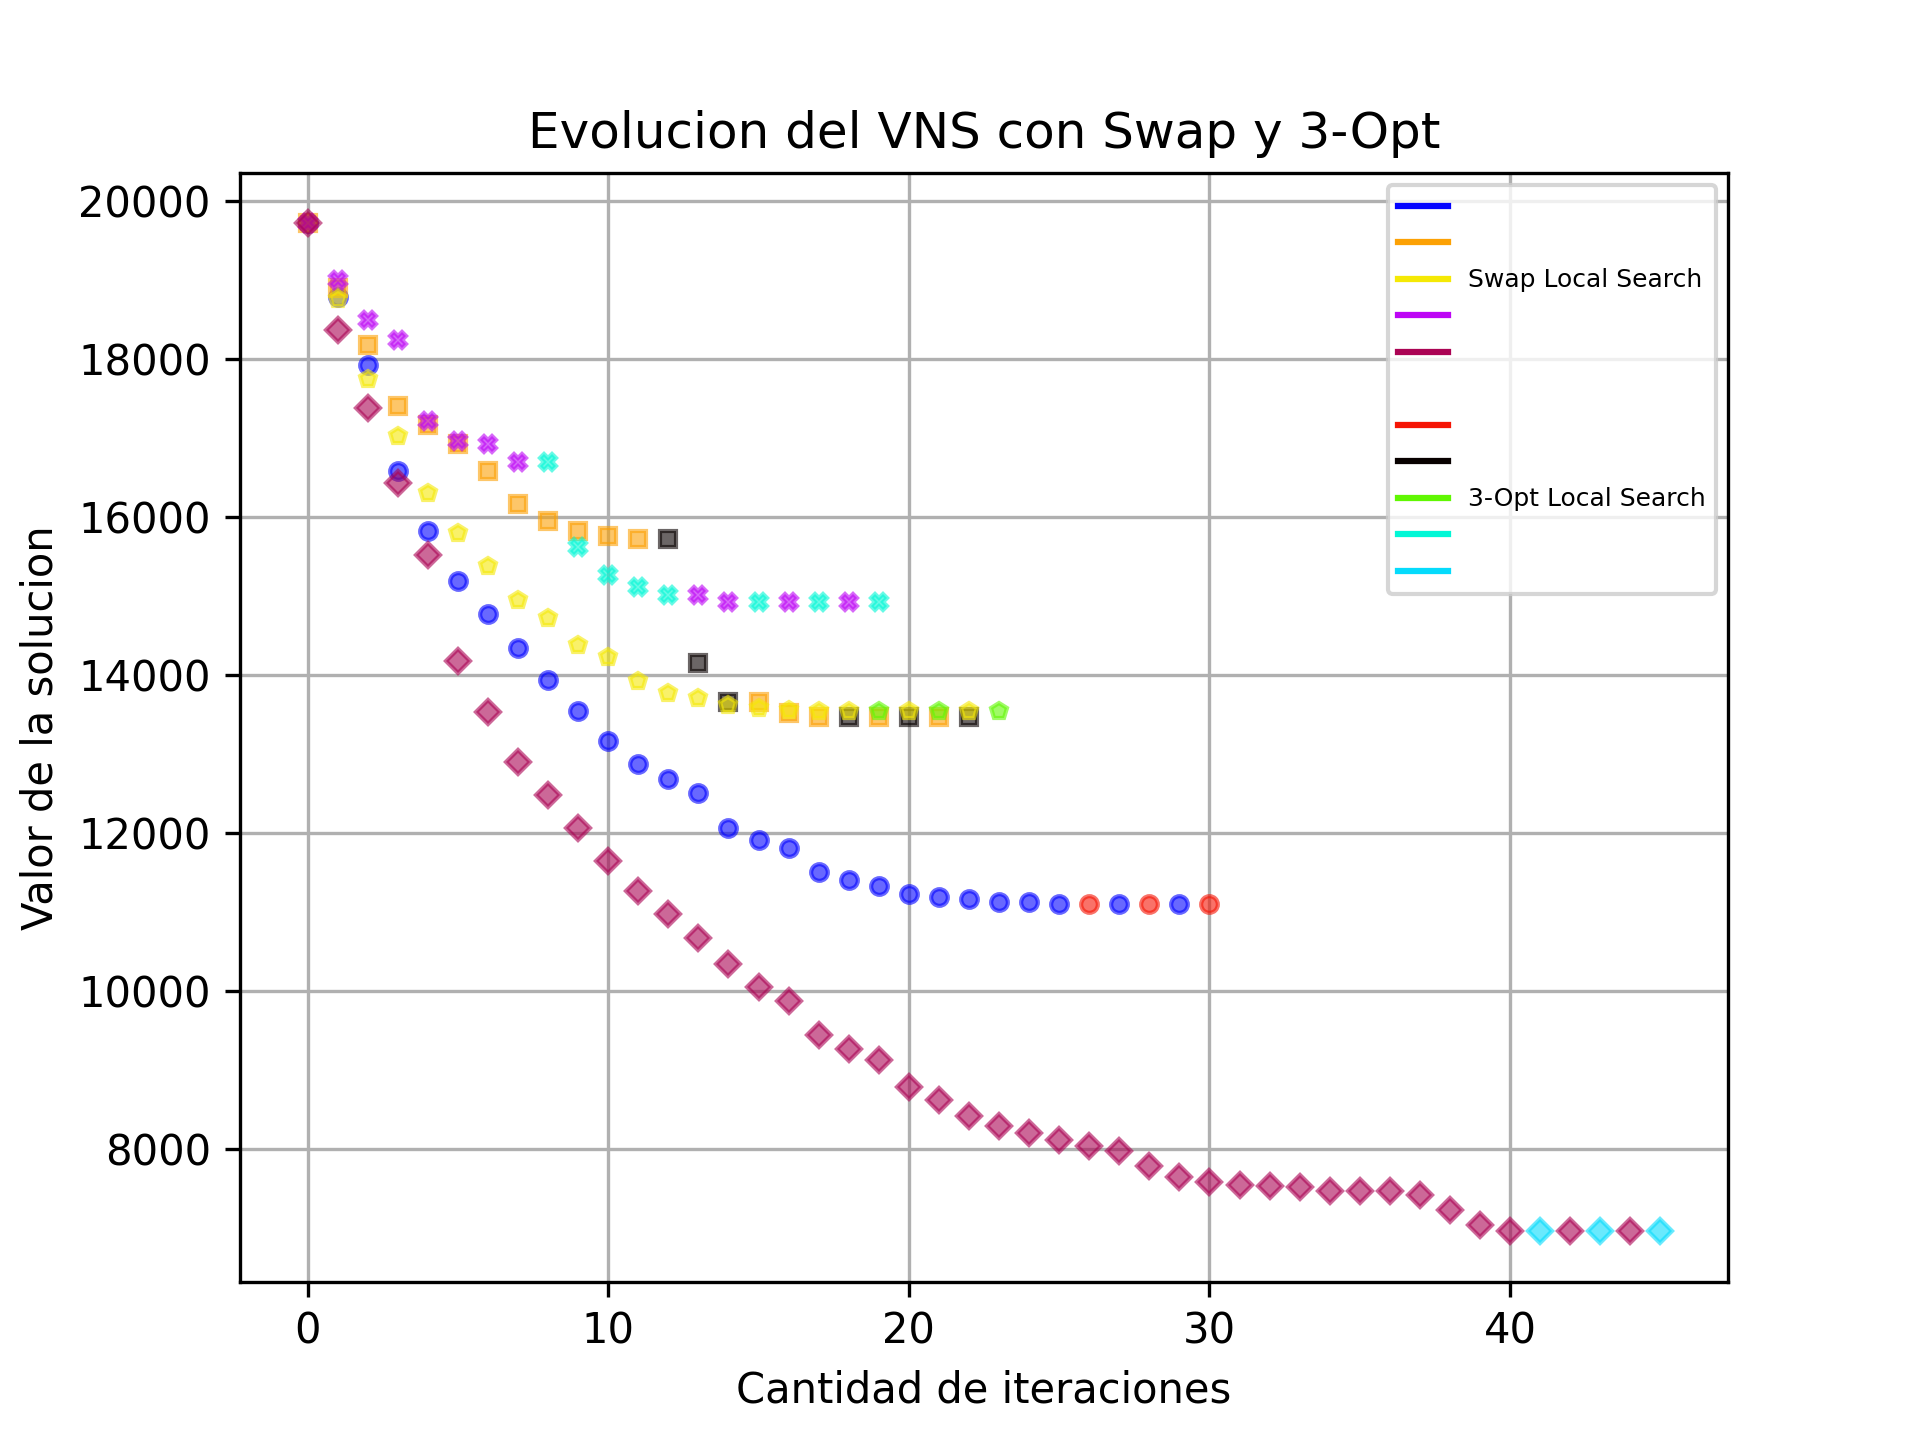 Evolucion del VNS con Swap y 3-Opt
20000
18000
16000
14000
12000
10000
8000
Valor de la solucion
Swap Local Search
3-Opt Local Search
0 10 20 30 40
Cantidad de iteraciones